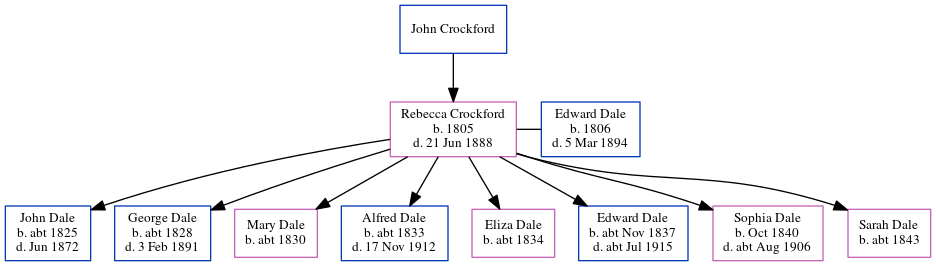 John Crockford
Rebecca Crockford
b. 1805
d. 21 Jun 1888
Edward Dale
b. 1806
d. 5 Mar 1894
John Dale
b. abt 1825
d. Jun 1872
George Dale
b. abt 1828
d. 3 Feb 1891
Mary Dale
b. abt 1830
Alfred Dale
b. abt 1833
d. 17 Nov 1912
Eliza Dale
b. abt 1834
Edward Dale
b. abt Nov 1837
d. abt Jul 1915
Sophia Dale
b. Oct 1840
d. abt Aug 1906
Sarah Dale
b. abt 1843